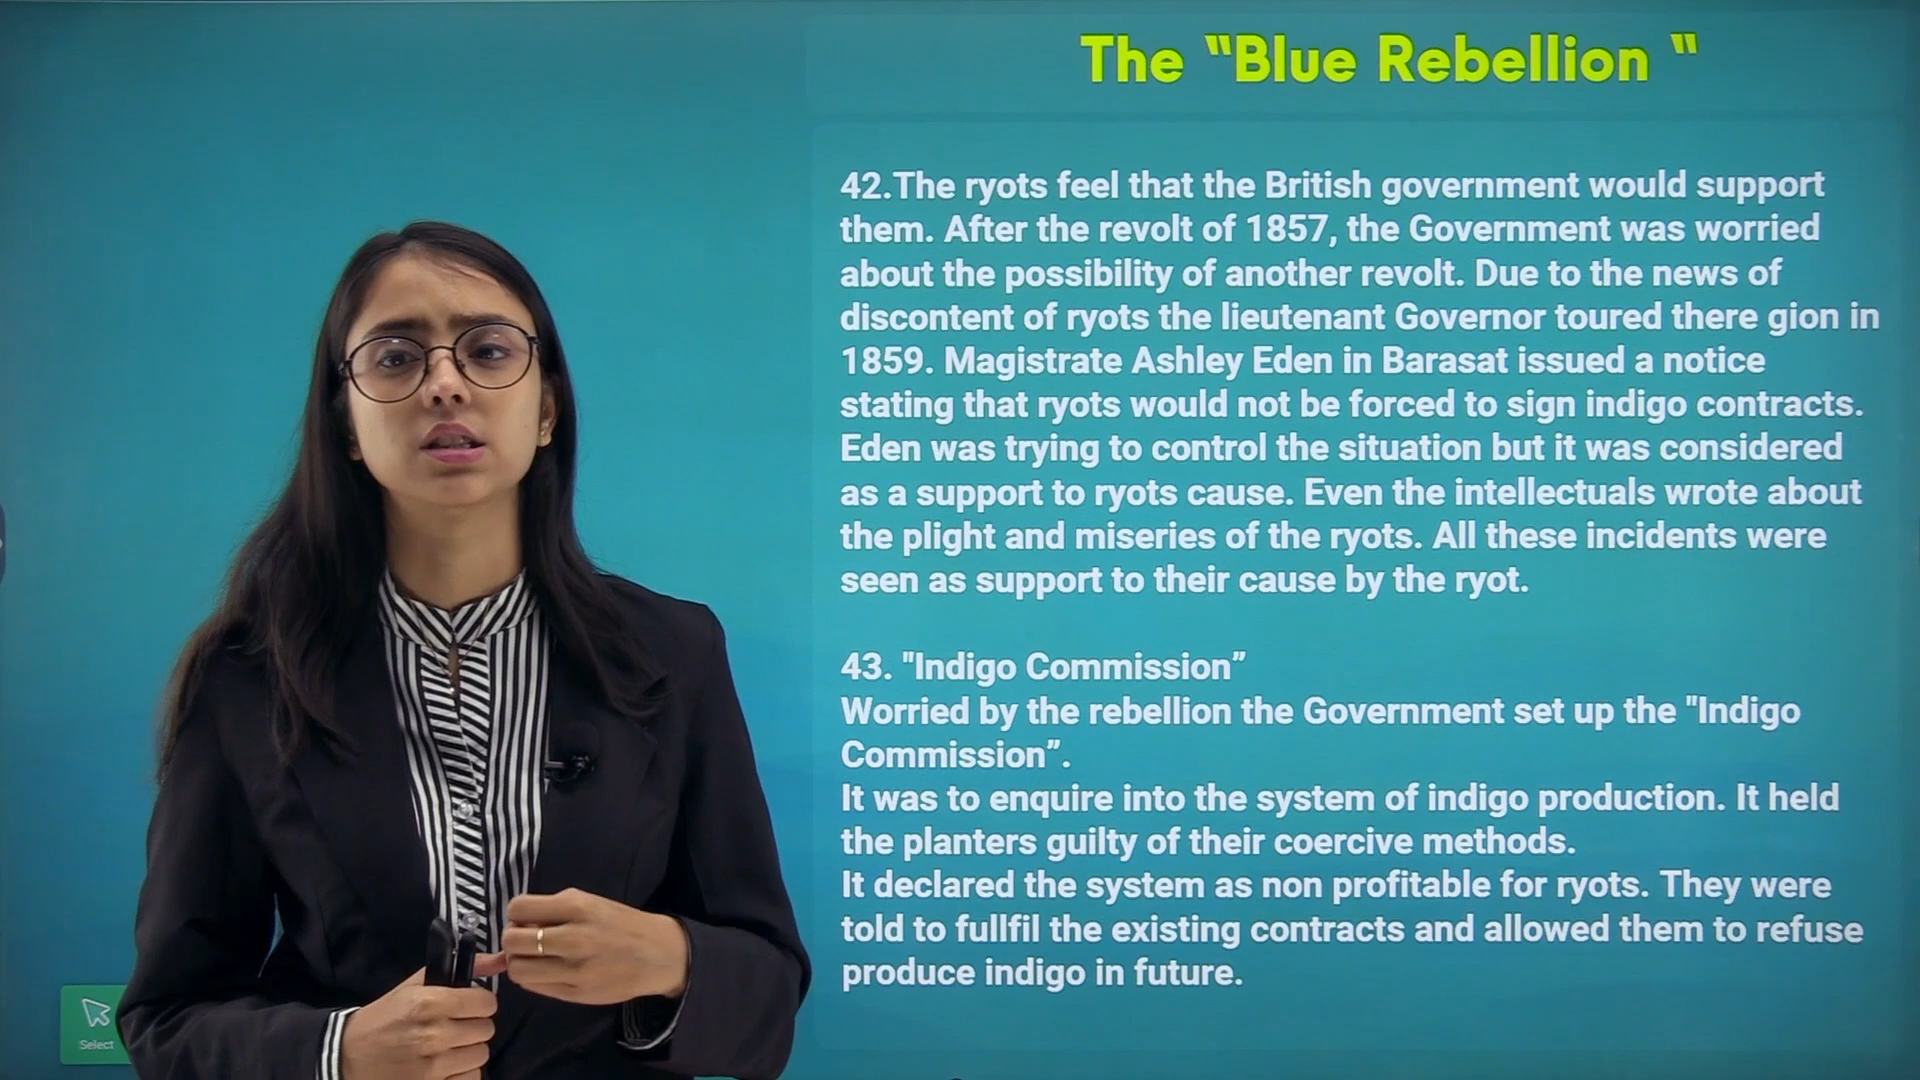 The "Blue Rebellion "
42.The ryots feel that the British government would support
them. After the revolt of 1857, the Government was worried
about the possibility of another revolt. Due to the news of
discontent of ryots the lieutenant Governor toured there gion in
1859. Magistrate Ashley Eden in Barasat issued a notice
stating that ryots would not be forced to sign indigo contracts.
Eden was trying to control the situation but it was considered
as a support to ryots cause. Even the intellectuals wrote about
the plight and miseries of the ryots. All these incidents were
seen as support to their cause by the ryot.
43. "Indigo Commission”
Worried by the rebellion the Government set up the "Indigo
Commission”.
It was to enquire into the system of indigo production. It held
the planters guilty of their coercive methods.
It declared the system as non profitable for ryots. They were
told to fullfil the existing contracts and allowed them to refuse
produce indigo in future.
Select